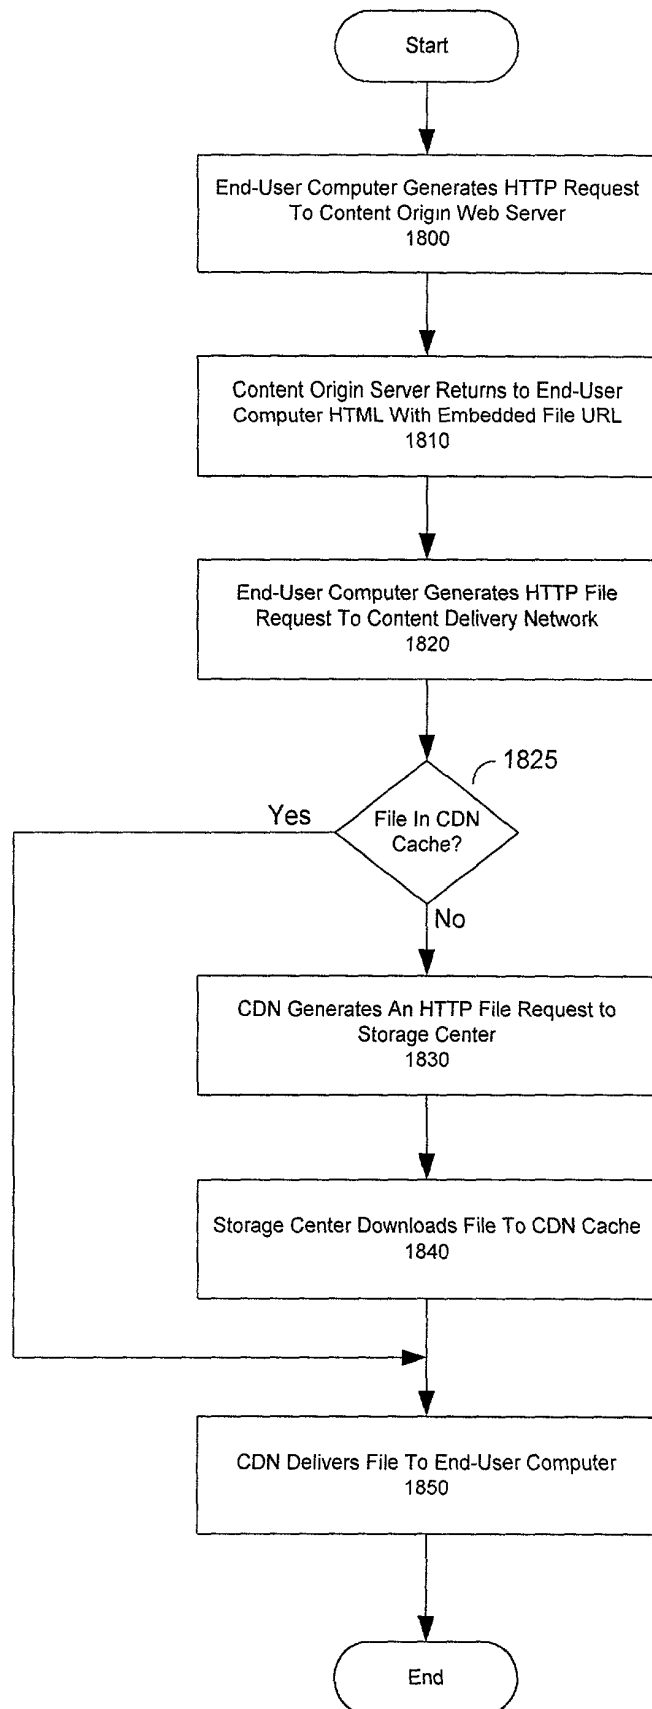 Start
End-User Computer Generates HTTP Request
To Content Origin Web Server
1800
Content Origin Server Returns to End-User
Computer HTML With Embedded File URL
1810
End-User Computer Generates HTTP File
Request To Content Delivery Network
1820
1825
Yes
File In CDN
Cache?
No
CDN Generates An HTTP File Request to
Storage Center
1830
Storage Center Downloads File To CDN Cache
1840
CDN Delivers File To End-User Computer
1850
End